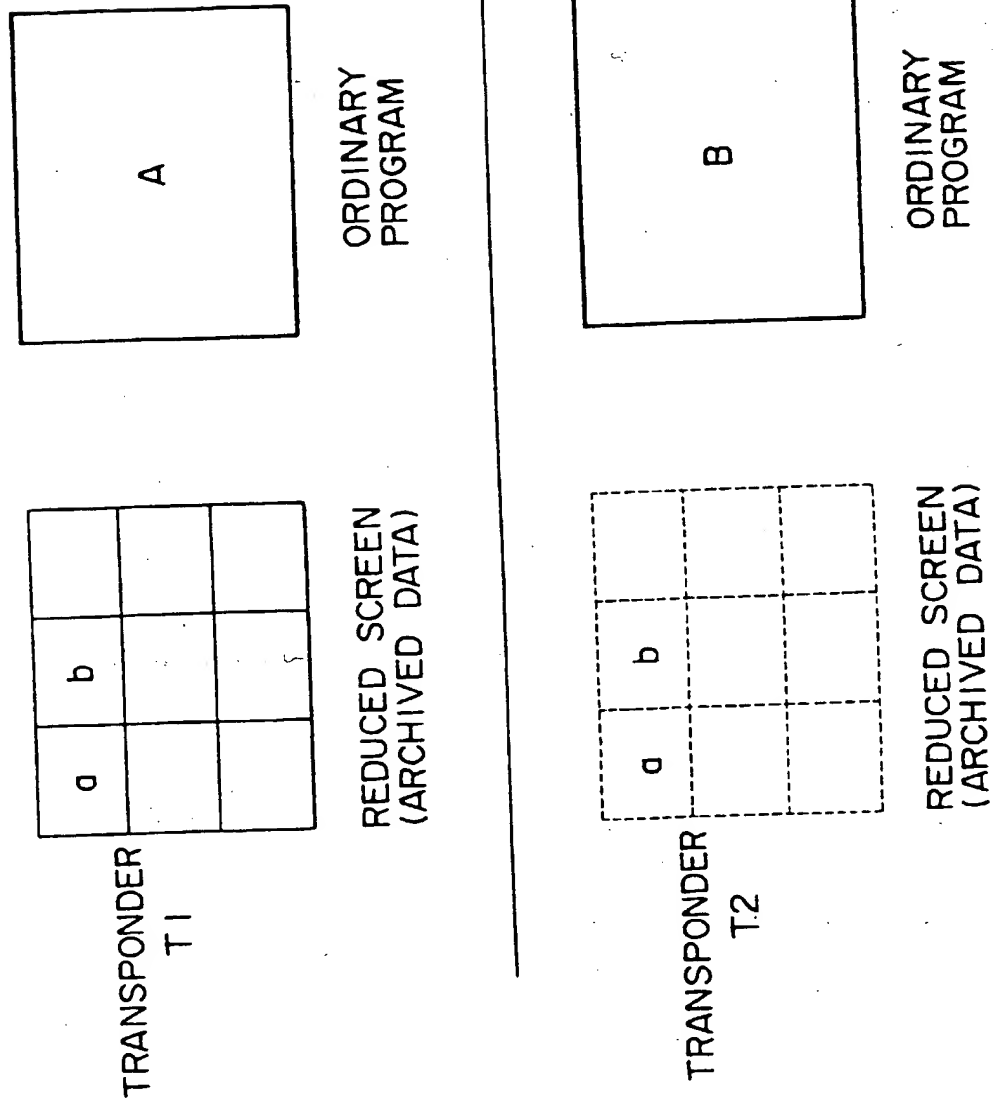 TRANSPONDER
T1
a
b
REDUCED SCREEN
(ARCHIVED DATA)
A
ORDINARY
PROGRAM
TRANSPONDER
T2
a
b
REDUCED SCREEN
(ARCHIVED DATA)
B
ORDINARY
PROGRAM